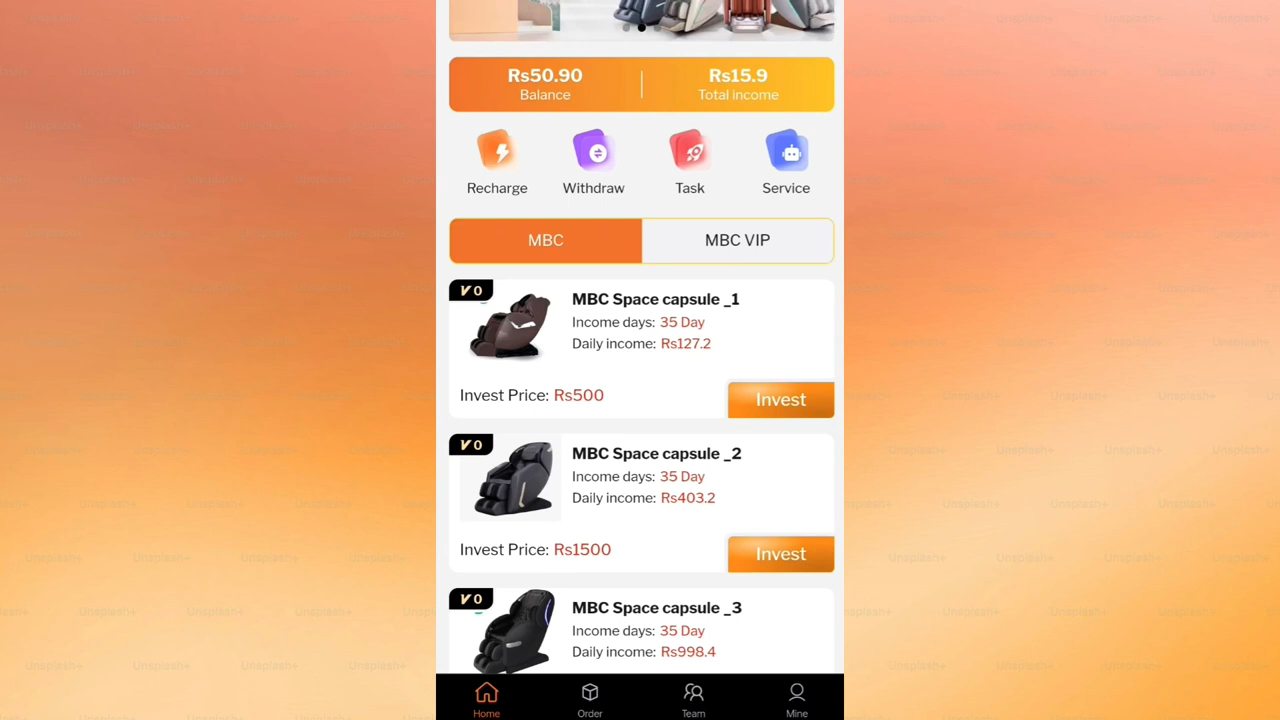 Rs50.90
Balance
Rs15.9
Total income
Recharge
Withdraw
Task
Service
MBC
MBC VIP
V 0
MBC Space capsule _1
Income days: 35 Day
Daily income: Rs127.2
Invest Price: Rs500
Invest
V 0
MBC Space capsule _2
Income days: 35 Day
Daily income: Rs403.2
Invest Price: Rs1500
Invest
V 0
MBC Space capsule _3
Income days: 35 Day
Daily income: Rs998.4
Home
Order
Team
Mine
Unsplash+